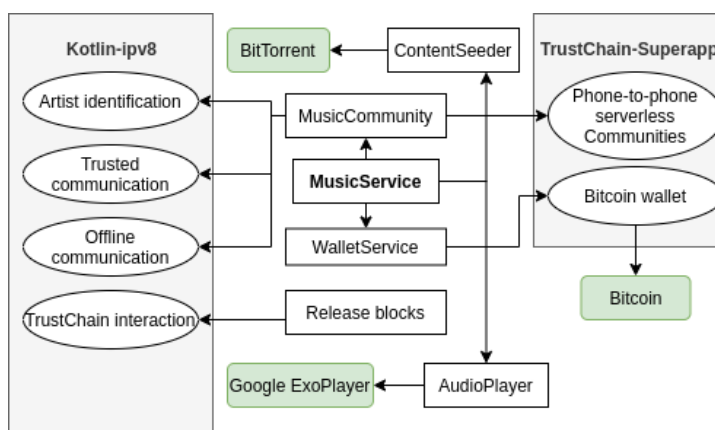 Kotlin-ipv8
Artist identification
Trusted
communication
Offline
communication
TrustChain interaction
BitTorrent
ContentSeeder
MusicCommunity
MusicService
WalletService
Release blocks
Google ExoPlayer
AudioPlayer
TrustChain-Superapp
Phone-to-phone
serverless
Communities
Bitcoin wallet
Bitcoin